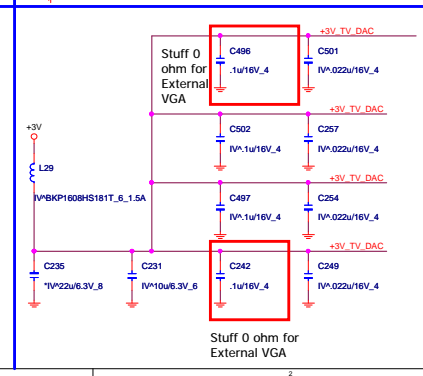 +3V_TV_DAC
Stuff 0
ohm for
External
VGA
C496
.1u/16V_4
C501
IV^.022u/16V_4
+3V_TV_DAC
C502
IV^.1u/16V_4
C257
IV^.022u/16V_4
+3V
L29
IV^BKP1608HS181T_6_1.5A
+3V_TV_DAC
C497
IV^.1u/16V_4
C254
IV^.022u/16V_4
+3V_TV_DAC
C235
*IV^22u/6.3V_8
C231
IV^10u/6.3V_6
C242
.1u/16V_4
C249
IV^.022u/16V_4
Stuff 0 ohm for
External VGA
2